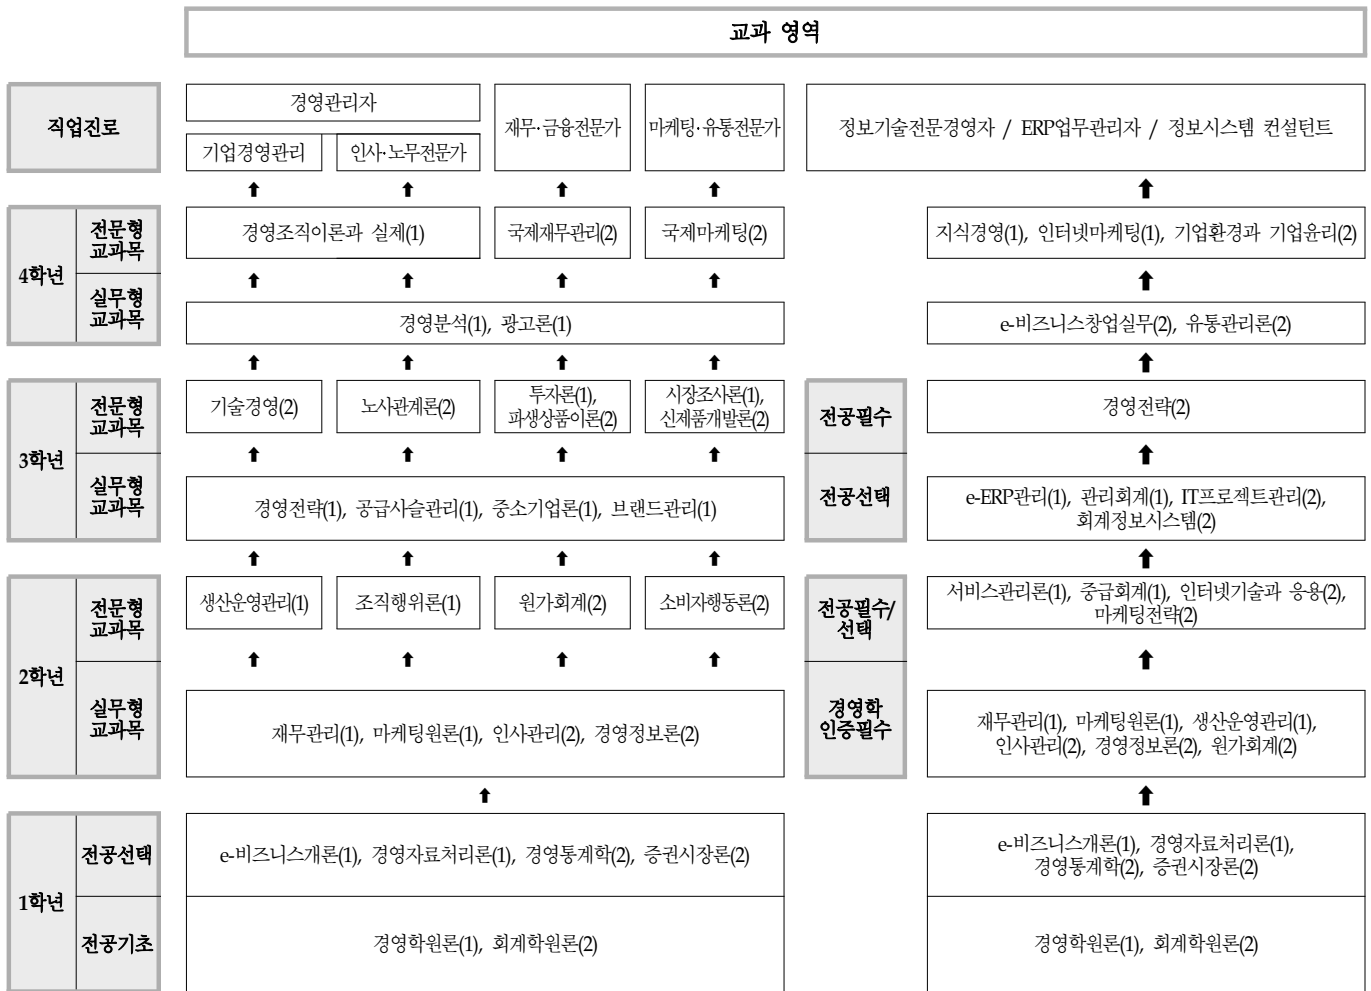 교과 영역
직업진로
경영관리자
기업경영관리
인사·노무전문가
재무·금융전문가
마케팅·유통전문가
정보기술전문경영자 / ERP업무관리자 / 정보시스템 컨설턴트
4학년
전문형
교과목
경영조직이론과 실제(1)
국제재무관리(2)
국제마케팅(2)
지식경영(1), 인터넷마케팅(1), 기업환경과 기업윤리(2)
실무형
교과목
경영분석(1), 광고론(1)
e-비즈니스창업실무(2), 유통관리론(2)
3학년
전문형
교과목
기술경영(2)
노사관계론(2)
투자론(1),
파생상품이론(2)
시장조사론(1),
신제품개발론(2)
전공필수
경영전략(2)
실무형
교과목
경영전략(1), 공급사슬관리(1), 중소기업론(1), 브랜드관리(1)
전공선택
e-ERP관리(1), 관리회계(1), IT프로젝트관리(2),
회계정보시스템(2)
2학년
전문형
교과목
생산운영관리(1)
조직행위론(1)
원가회계(2)
소비자행동론(2)
전공필수/
선택
서비스관리론(1), 중급회계(1), 인터넷기술과 응용(2),
마케팅전략(2)
실무형
교과목
재무관리(1), 마케팅원론(1), 인사관리(2), 경영정보론(2)
경영학
인증필수
재무관리(1), 마케팅원론(1), 생산운영관리(1),
인사관리(2), 경영정보론(2), 원가회계(2)
1학년
전공선택
e-비즈니스개론(1), 경영자료처리론(1), 경영통계학(2), 증권시장론(2)
e-비즈니스개론(1), 경영자료처리론(1),
경영통계학(2), 증권시장론(2)
전공기초
경영학원론(1), 회계학원론(2)
경영학원론(1), 회계학원론(2)